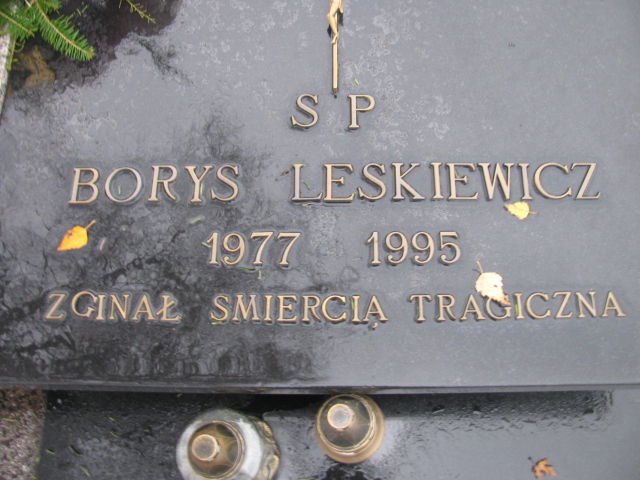 S P
BORYS LESKIEWICZ
1977 1995
ZGINAŁ SMIERCIĄ TRAGICZNA